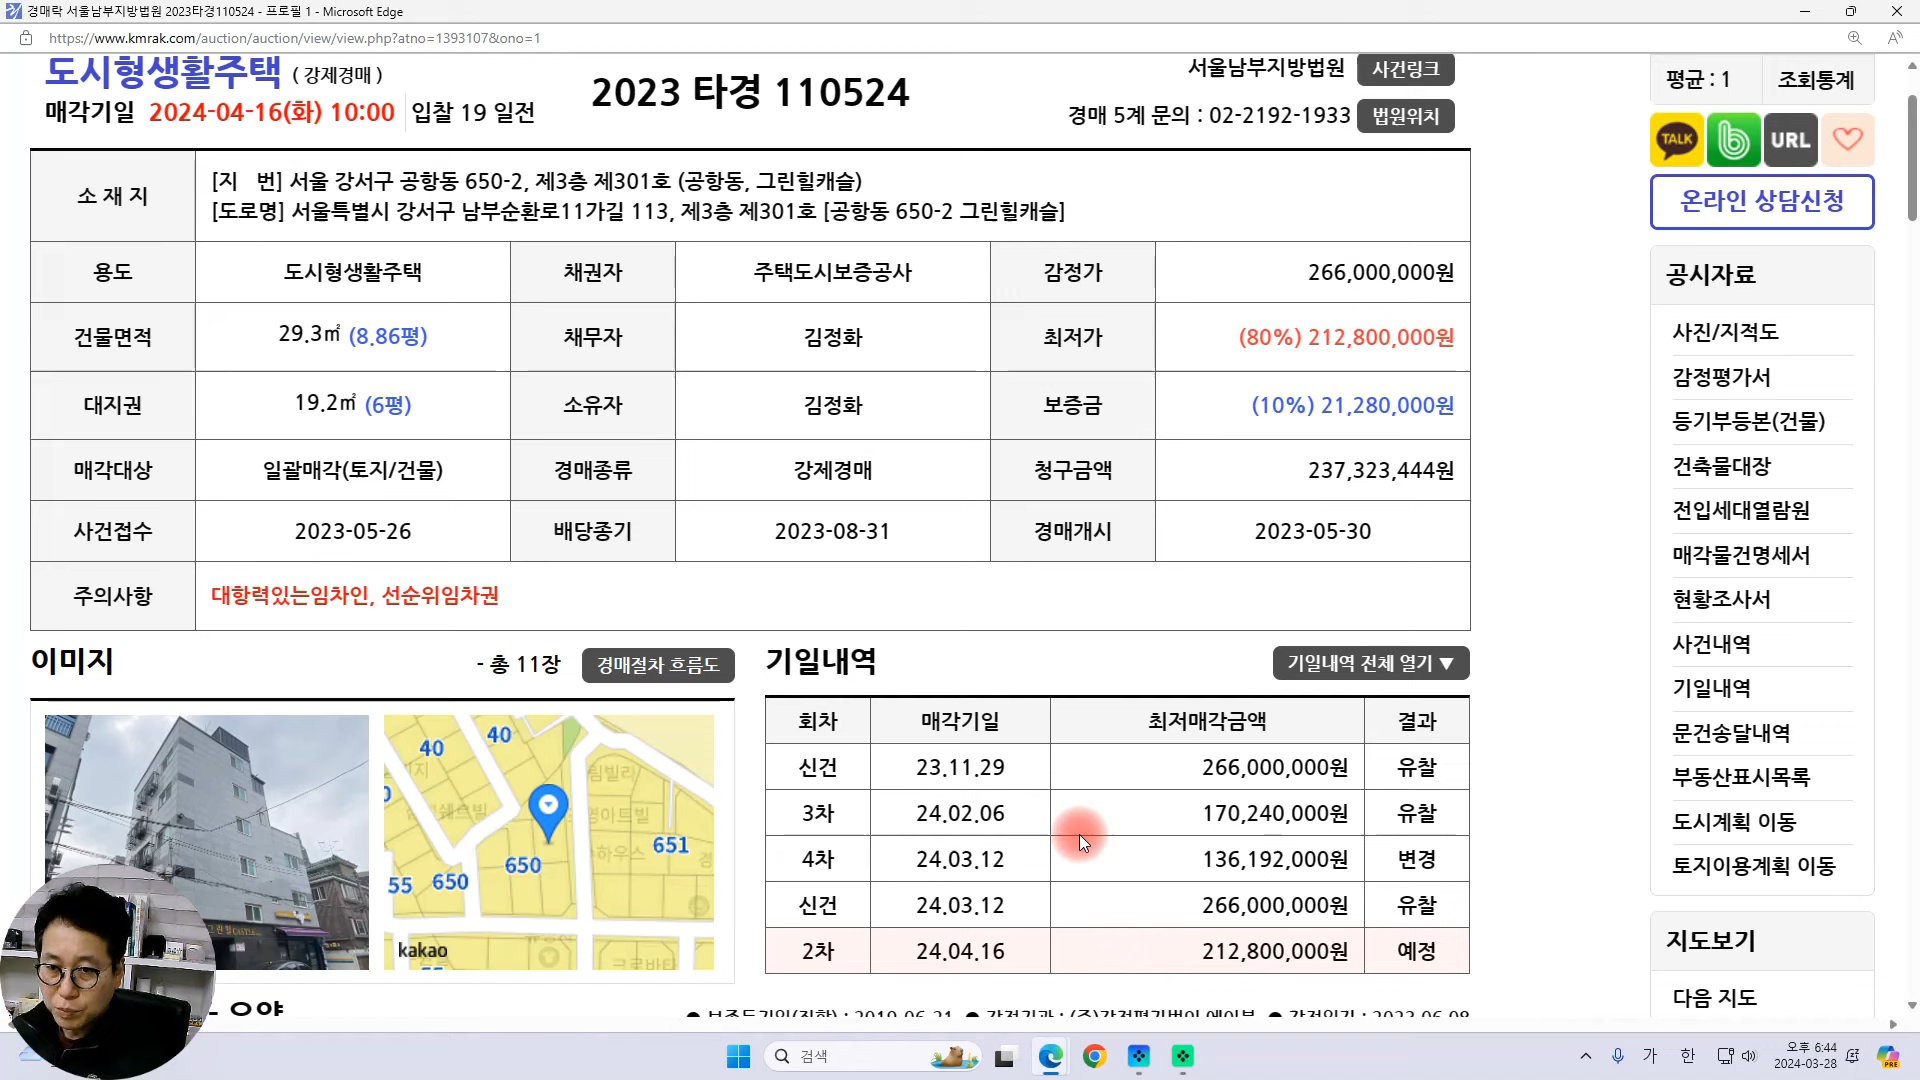 경매락 서울남부지방법원 2023타경110524 - 프로필 1 - Microsoft Edge
https://www.kmrak.com/auction/auction/view/view.php?atno=1393107&ono=1
도시형생활주택 ( 강제경매 )
매각기일 2024-04-16(화) 10:00 입찰 19 일전
2023 타경 110524
서울남부지방법원 사건링크
경매 5계 문의 : 02-2192-1933 법원위치
소 재 지
[지 번] 서울 강서구 공항동 650-2, 제3층 제301호 (공항동, 그린힐캐슬)
[도로명] 서울특별시 강서구 남부순환로11가길 113, 제3층 제301호 [공항동 650-2 그린힐캐슬]
용도 도시형생활주택 채권자 주택도시보증공사 감정가 266,000,000원
건물면적 29.3㎡ (8.86평) 채무자 김정화 최저가 (80%) 212,800,000원
대지권 19.2㎡ (6평) 소유자 김정화 보증금 (10%) 21,280,000원
매각대상 일괄매각(토지/건물) 경매종류 강제경매 청구금액 237,323,444원
사건접수 2023-05-26 배당종기 2023-08-31 경매개시 2023-05-30
주의사항 대항력있는임차인, 선순위임차권
이미지 - 총 11장 경매절차 흐름도
40
40
650
650
651
55
kakao
기일내역 기일내역 전체 열기 ▼
회차 매각기일 최저매각금액 결과
신건 23.11.29 266,000,000원 유찰
3차 24.02.06 170,240,000원 유찰
4차 24.03.12 136,192,000원 변경
신건 24.03.12 266,000,000원 유찰
2차 24.04.16 212,800,000원 예정
평균 : 1 조회통계
TALK
URL
온라인 상담신청
공시자료
사진/지적도
감정평가서
등기부등본(건물)
건축물대장
전입세대열람원
매각물건명세서
현황조사서
사건내역
기일내역
문건송달내역
부동산표시목록
도시계획 이동
토지이용계획 이동
지도보기
다음 지도
검색
가
한
오후 6:44
2024-03-28
PRE